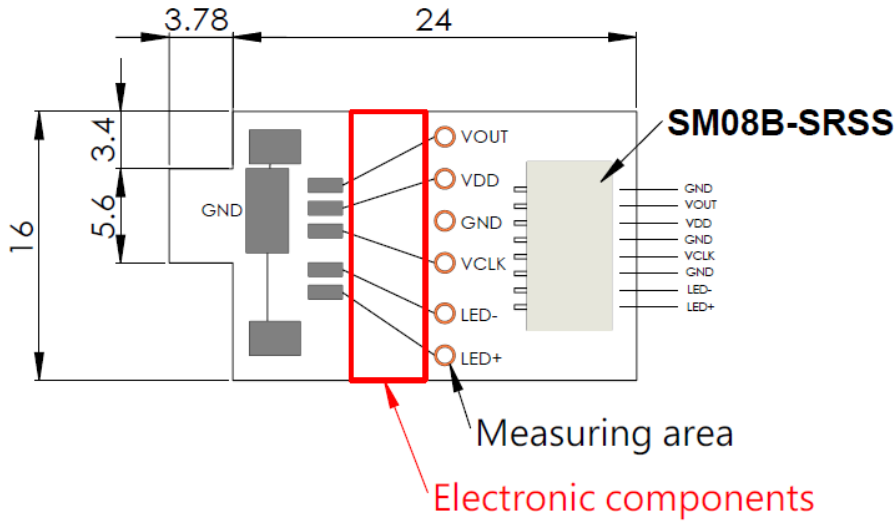 3.78
24
3.4
5.6
16
GND
VOUT
VDD
GND
VCLK
LED-
LED+
SM08B-SRSS
GND
VOUT
VDD
GND
VCLK
GND
LED-
LED+
Measuring area
Electronic components